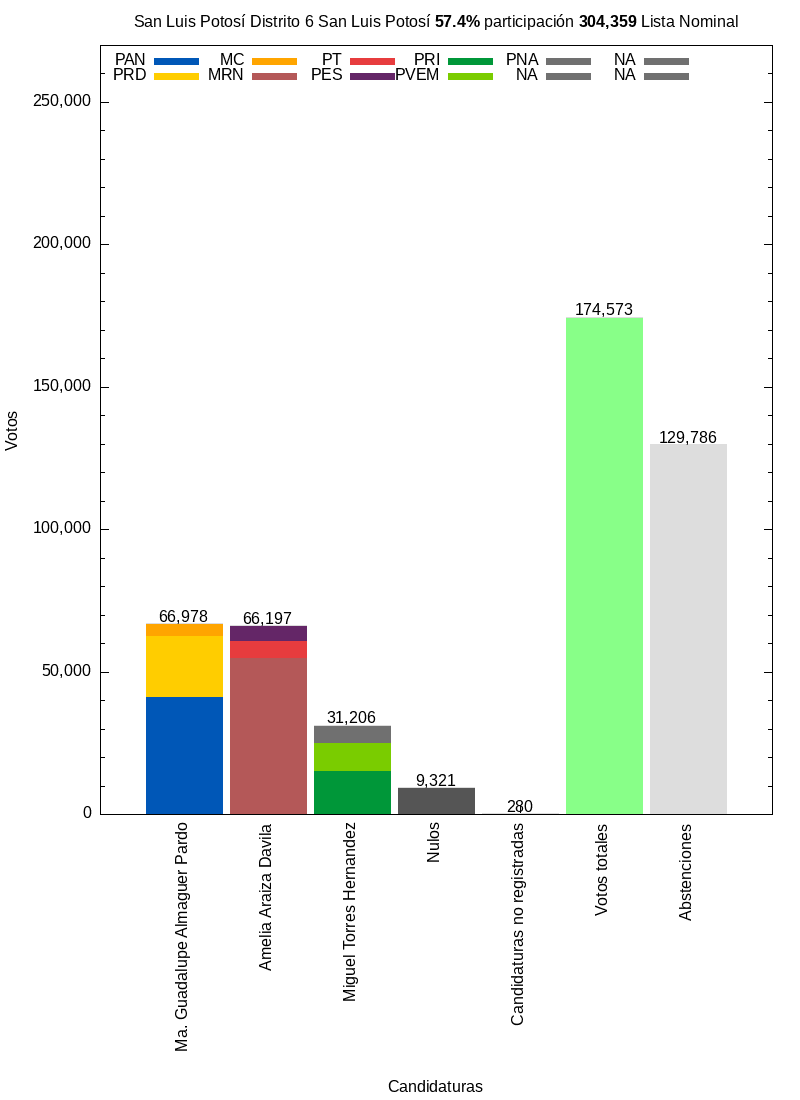 San Luis Potosí Distrito 6 San Luis Potosí 57.4% participación 304,359 Lista Nominal
PAN MC PT PRI PNA NA
PRD MRN PES PVEM NA NA
250,000
200,000
150,000
100,000
50,000
0
Votos
174,573
129,786
66,978
66,197
31,206
9,321
280
Ma. Guadalupe Almaguer Pardo
Amelia Araiza Davila
Miguel Torres Hernandez
Nulos
Candidaturas no registradas
Votos totales
Abstenciones
Candidaturas